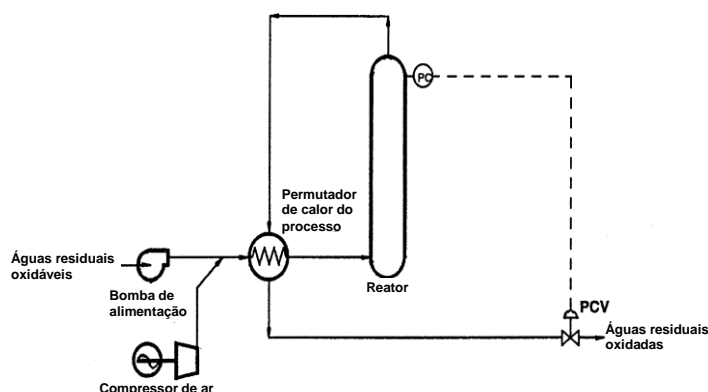 PC
Permutador
de calor do
processo
Águas residuais
oxidáveis
Bomba de
alimentação
Reator
PCV
Águas residuais
oxidadas
Compressor de ar